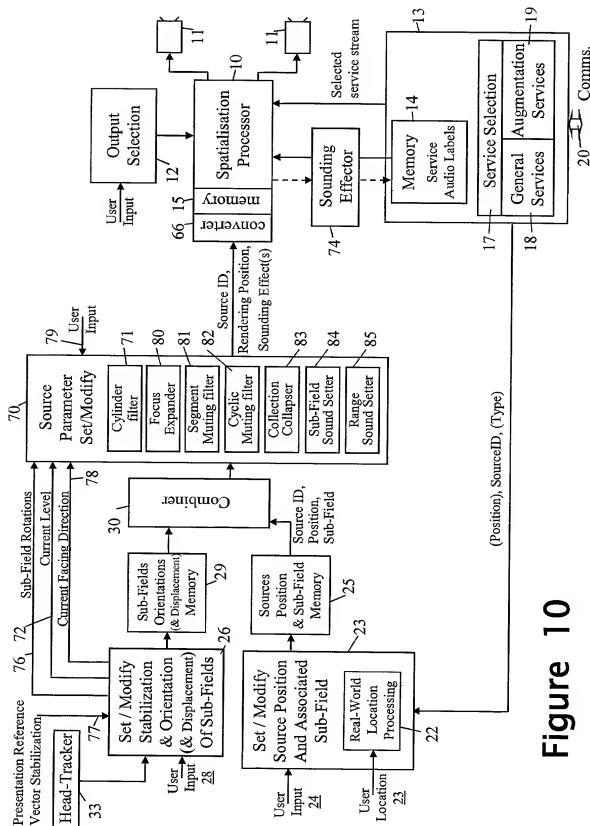 Presentation Reference
Vector Stabilization
Head-Tracker
33
77
76
72
78
Sub-Field Rotations
Current Level
Current Facing Direction
Set / Modify
Stabilization
& Orientation
(& Displacement)
Of Sub-Fields
26
User
Input
28
Sub-Fields
Orientations
(& Displacement)
Memory
29
Combiner
30
Set / Modify
Source Position
And Associated
Sub-Field
23
Real-World
Location
Processing
22
User
Input
24
User
Location
23
Sources
Position
& Sub-Field
Memory
25
Source ID,
Position,
Sub-Field
70
Source
Parameter
Set/Modify
79
User
Input
Cylinder
filter
71
Focus
Expander
80
Segment
Muting filter
81
Cyclic
Muting filter
82
Collection
Collapser
83
Sub-Field
Sound Setter
84
Range
Sound Setter
85
Source ID,
Rendering Position,
Sounding Effect(s)
User
Input
Output
Selection
12
11
11
10
Spatialisation
Processor
memory
15
converter
66
Sounding
Effector
74
Selected
service stream
13
Memory
14
Service
Audio Labels
Service Selection
17
General
Services
18
Augmentation
Services
19
Comms.
20
(Position), SourceID, (Type)
Figure 10